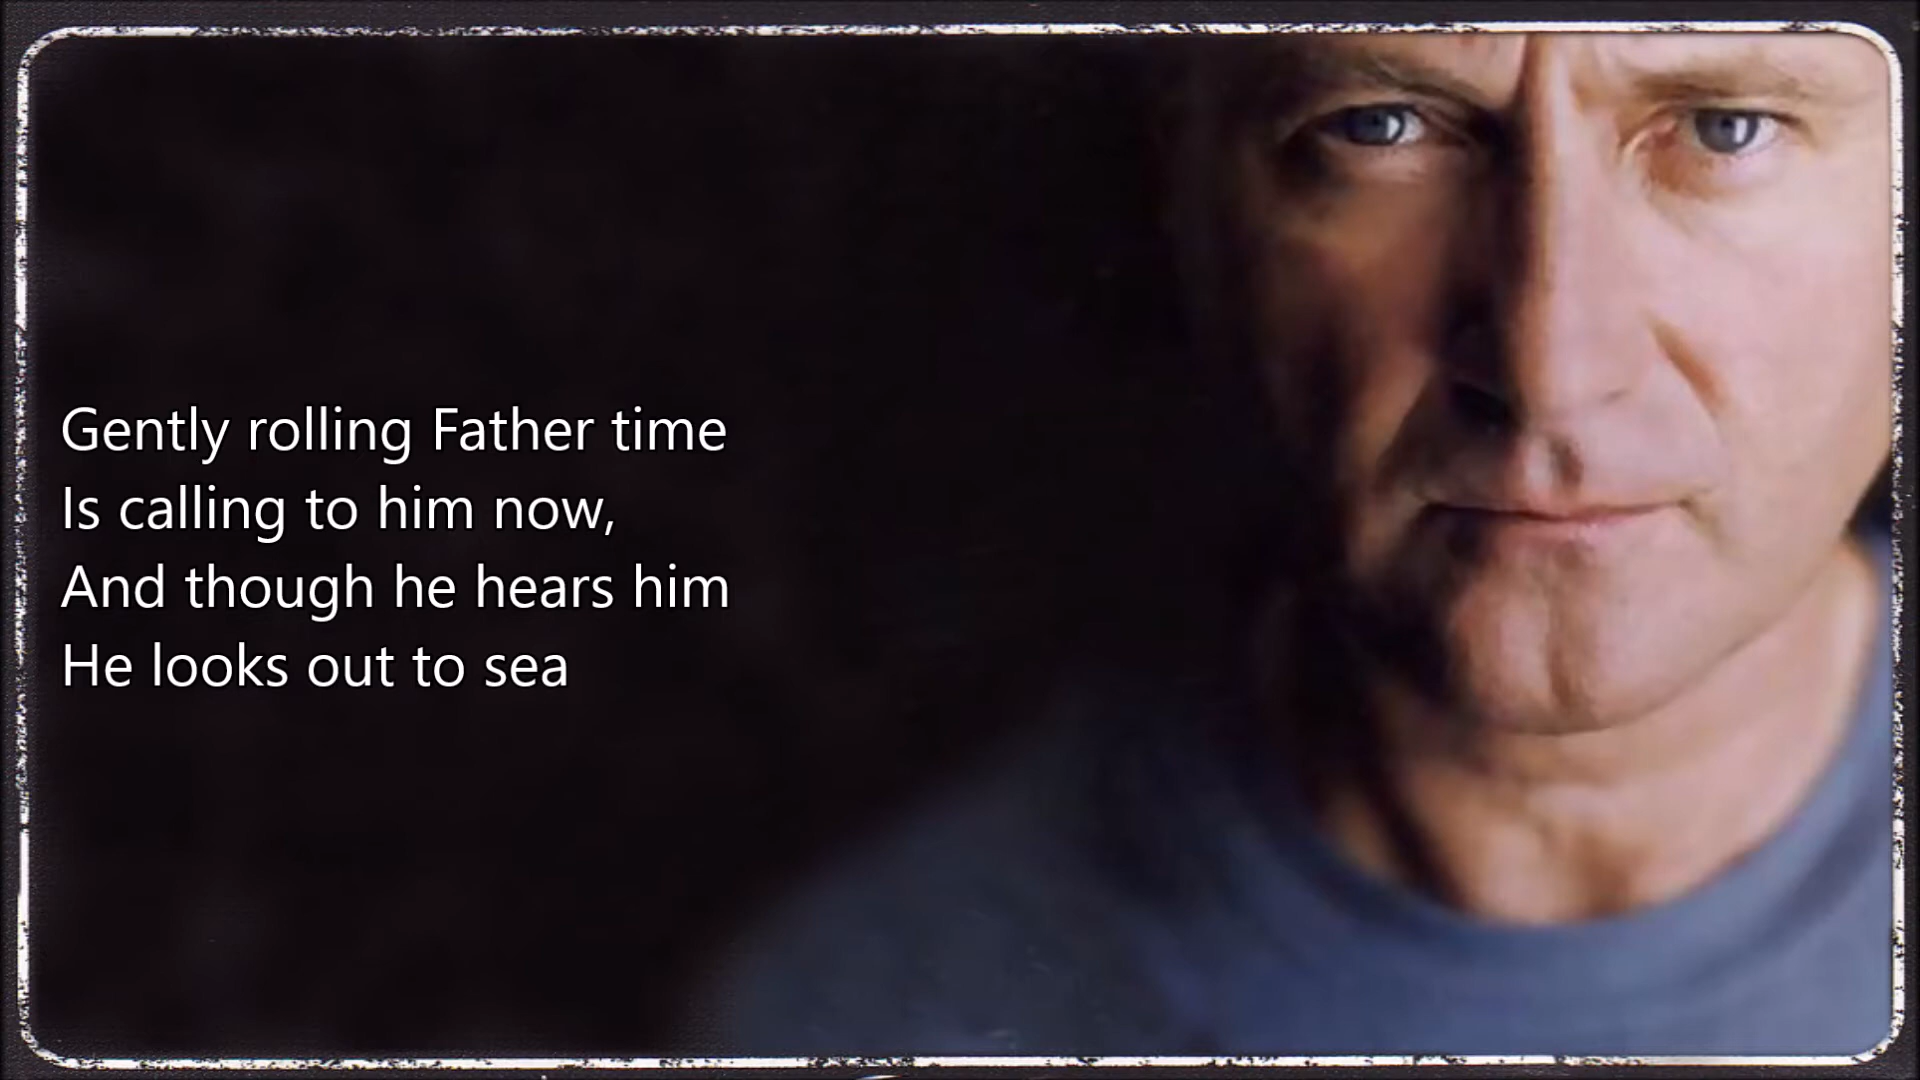 Gently rolling Father time
Is calling to him now,
And though he hears him
He looks out to sea